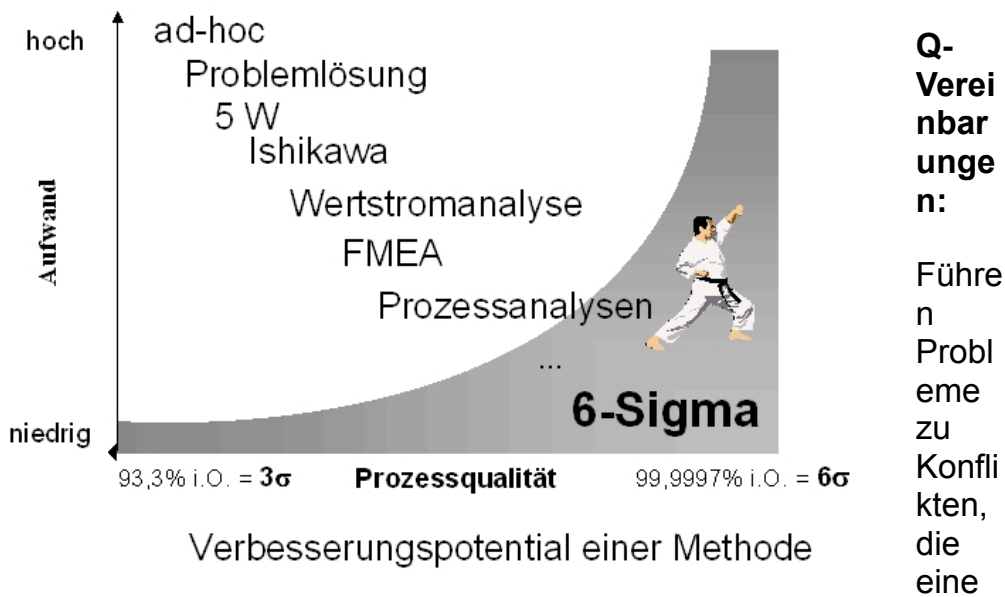 hoch
ad-hoc
Problemlösung
5 W
Ishikawa
Wertstromanalyse
FMEA
Prozessanalysen
...
6-Sigma
Aufwand
niedrig
93,3% i.O. = 3σ
Prozessqualität
99,9997% i.O. = 6σ
Verbesserungspotential einer Methode
Q-
Verei
nbar
unge
n:
Führe
n
Probl
eme
zu
Konfli
kten,
die
eine